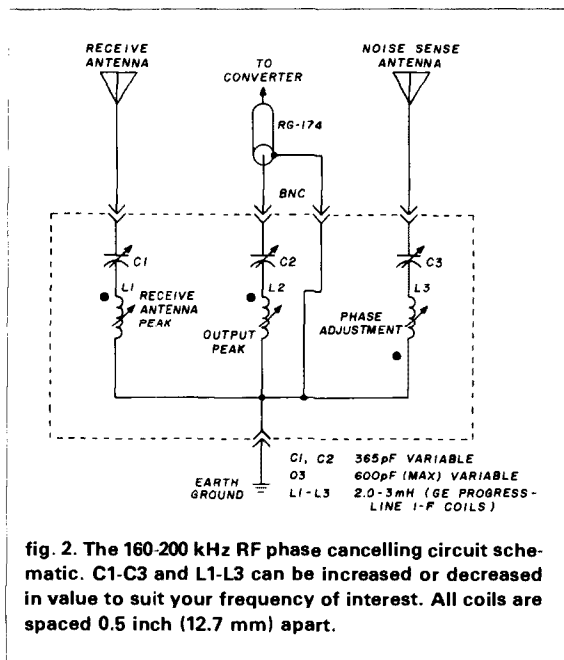 RECEIVE
ANTENNA
TO
CONVERTER
NOISE SENSE
ANTENNA
RG-174
BNC
C1
C2
C3
L1
RECEIVE
ANTENNA
PEAK
L2
OUTPUT
PEAK
L3
PHASE
ADJUSTMENT
EARTH
GROUND
C1, C2 365pF VARIABLE
03 600pF (MAX) VARIABLE
L1-L3 2.0-3mH (GE PROGRESS-
LINE I-F COILS)
fig. 2. The 160-200 kHz RF phase cancelling circuit sche-
matic. C1-C3 and L1-L3 can be increased or decreased
in value to suit your frequency of interest. All coils are
spaced 0.5 inch (12.7 mm) apart.